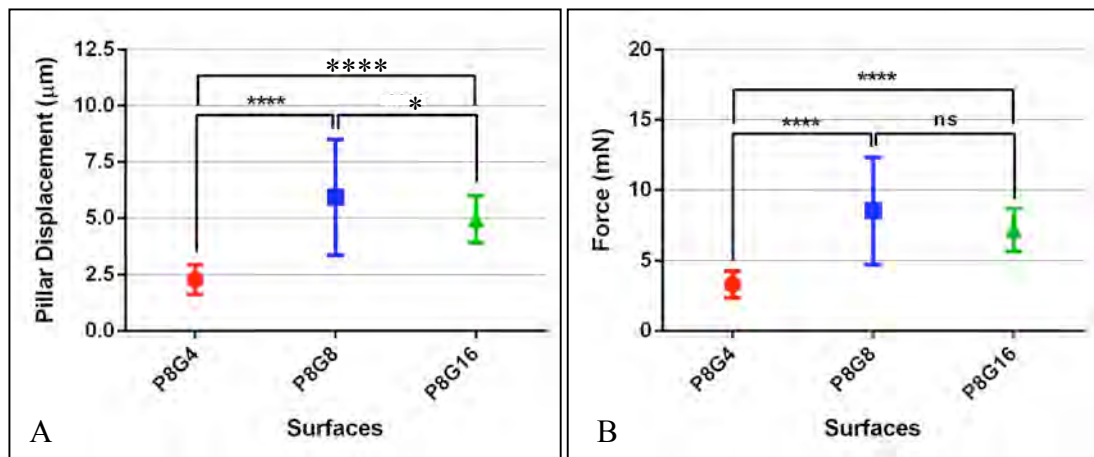 Pillar Displacement (μm)
12.5
10.0
7.5
5.0
2.5
0.0
****
****
*
P8G4
P8G8
P8G16
Surfaces
A
Force (mN)
20
15
10
5
0
****
****
ns
P8G4
P8G8
P8G16
Surfaces
B